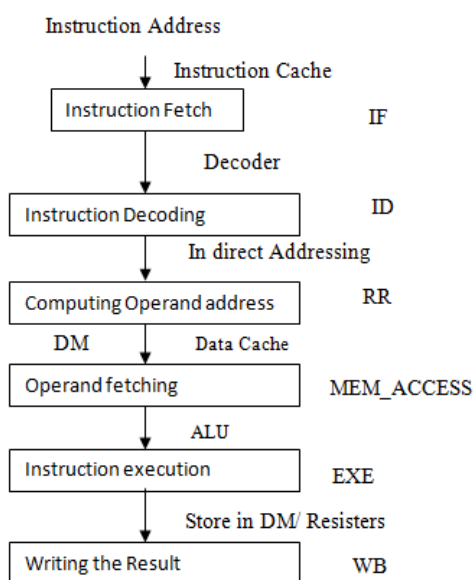 Instruction Address
Instruction Cache
Instruction Fetch IF
Decoder
Instruction Decoding ID
In direct Addressing
Computing Operand address RR
DM Data Cache
Operand fetching MEM_ACCESS
ALU
Instruction execution EXE
Store in DM/ Resisters
Writing the Result WB